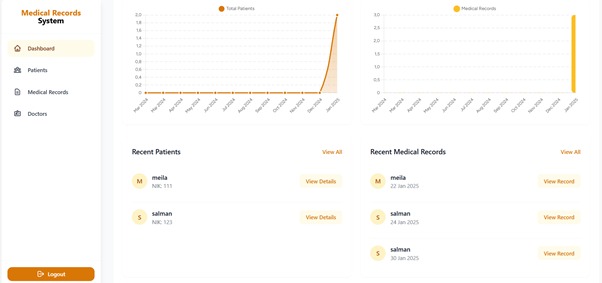 Medical Records
System
Dashboard
Patients
Medical Records
Doctors
Logout
Total Patients
2,0
1,8
1,6
1,4
1,2
1,0
0,8
0,6
0,4
0,2
0
Mar 2024
Mar 2024
Apr 2024
May 2024
Jun 2024
Jul 2024
Aug 2024
Sep 2024
Oct 2024
Nov 2024
Dec 2024
Jan 2025
Medical Records
3,0
2,5
2,0
1,5
1,0
0,5
0
Mar 2024
Mar 2024
Apr 2024
May 2024
Jun 2024
Jul 2024
Aug 2024
Sep 2024
Oct 2024
Nov 2024
Dec 2024
Jan 2025
Recent Patients View All
M meila View Details
NIK: 111
S salman View Details
NIK: 123
Recent Medical Records View All
M meila View Record
22 Jan 2025
S salman View Record
24 Jan 2025
S salman View Record
30 Jan 2025